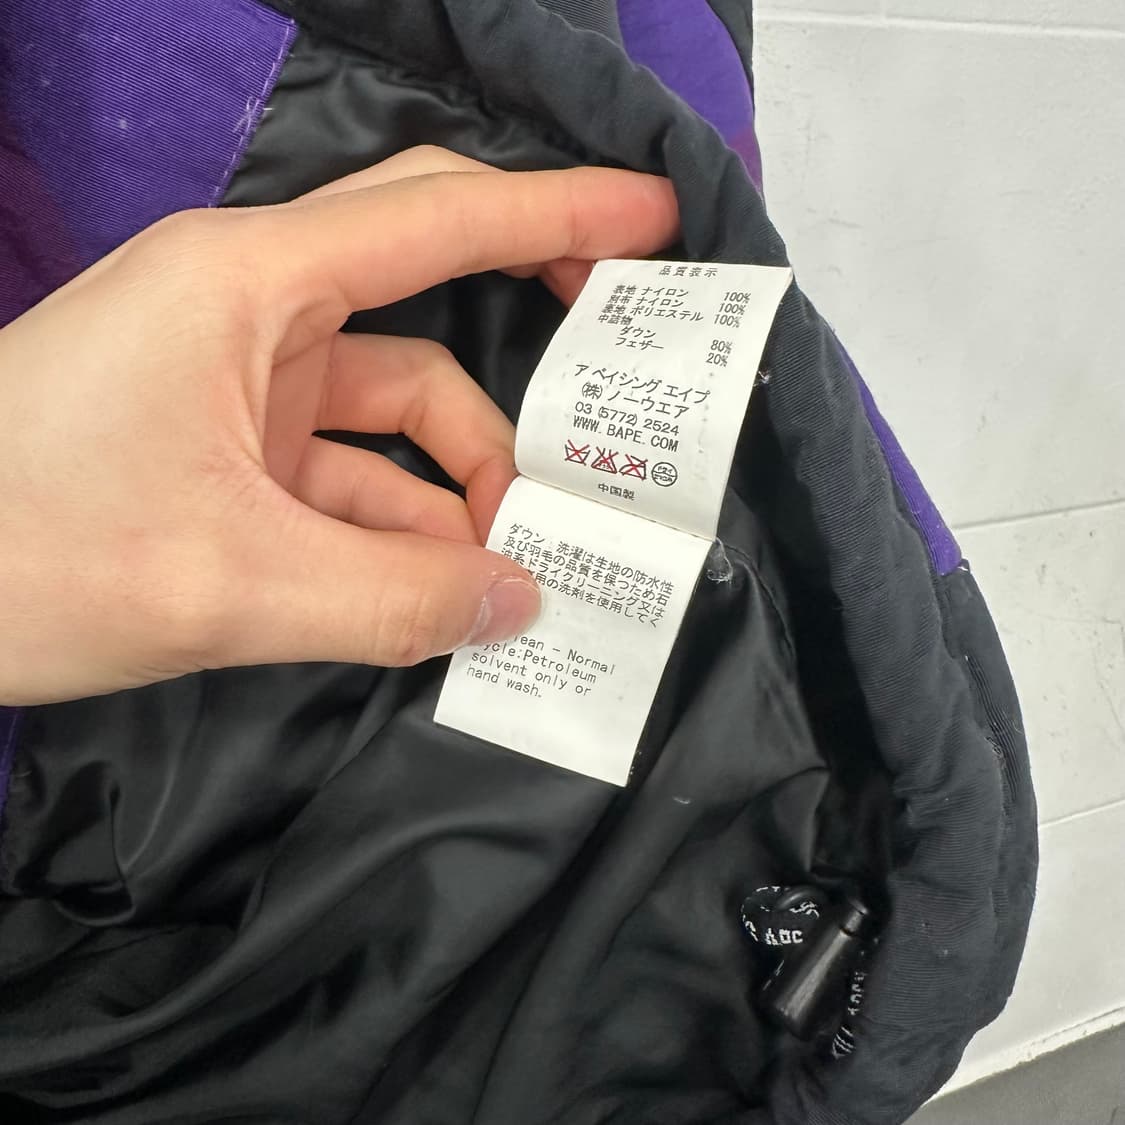 品質表示
表地 ナイロン 100%
別布 ナイロン 100%
裏地 ポリエステル 100%
中詰物
ダウン 80%
フェザー 20%
ア ベイシング エイプ
(株) ノーウエア
03 (5772) 2524
WWW. BAPE. COM
中国製
ダウン 洗濯は生地の防水性
及び羽毛の品質を保つため石
油系ドライクリーニング又は
用の洗剤を使用してく
lean - Normal
ycle:Petroleum
solvent only or
hand wash.